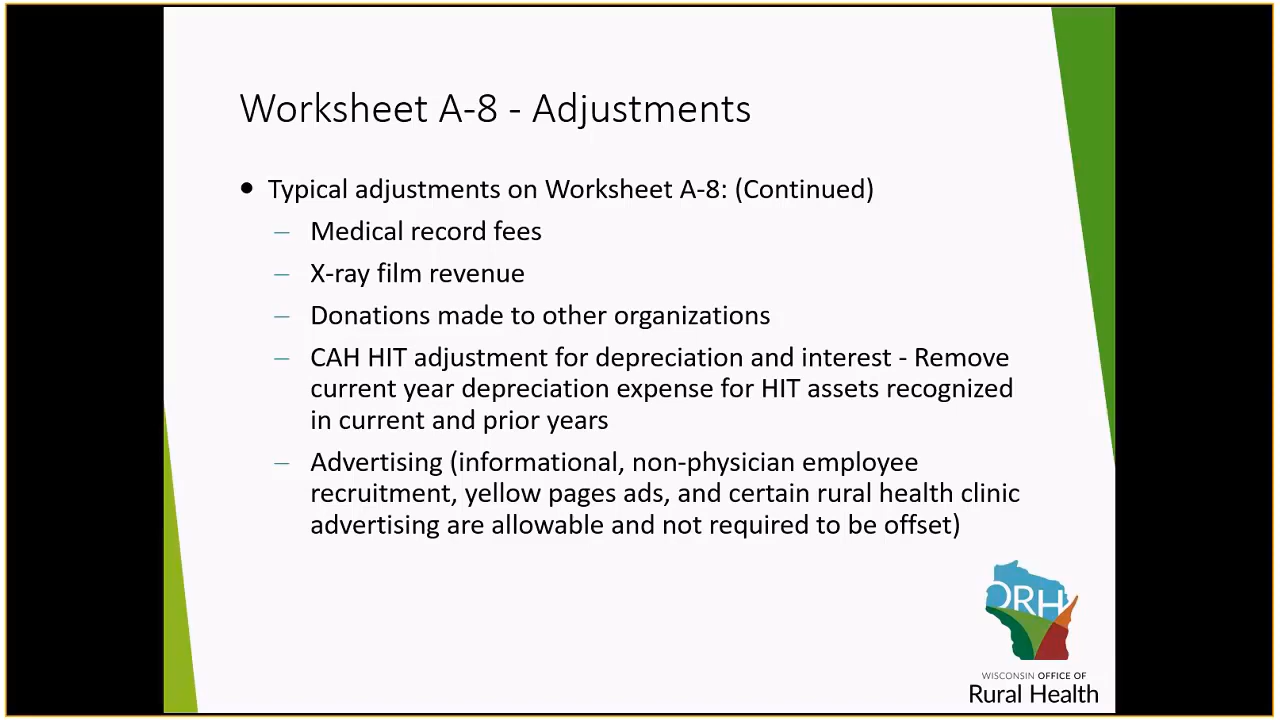 Worksheet A-8 - Adjustments
● Typical adjustments on Worksheet A-8: (Continued)
– Medical record fees
– X-ray film revenue
– Donations made to other organizations
– CAH HIT adjustment for depreciation and interest - Remove
current year depreciation expense for HIT assets recognized
in current and prior years
– Advertising (informational, non-physician employee
recruitment, yellow pages ads, and certain rural health clinic
advertising are allowable and not required to be offset)
ORH
WISCONSIN OFFICE OF
Rural Health